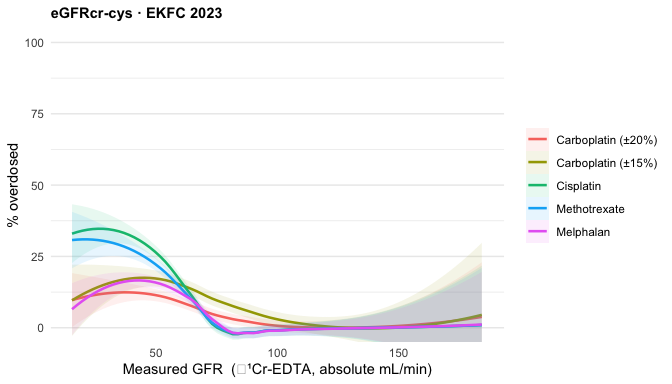 eGFRcr-cys · EKFC 2023
100
75
50
25
0
% overdosed
50
100
150
Measured GFR (□¹Cr-EDTA, absolute mL/min)
Carboplatin (±20%)
Carboplatin (±15%)
Cisplatin
Methotrexate
Melphalan